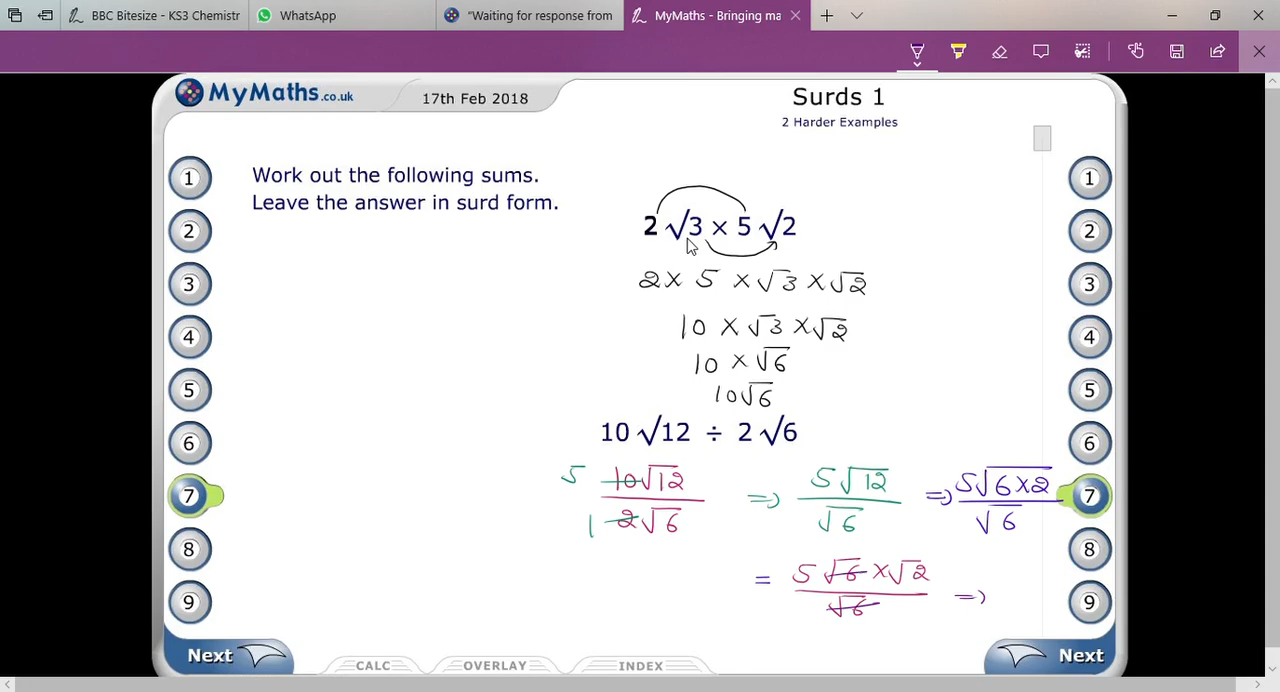 BBC Bitesize - KS3 Chemistr
WhatsApp
"Waiting for response from
MyMaths - Bringing ma
MyMaths.co.uk
17th Feb 2018
Surds 1
2 Harder Examples
Work out the following sums.
Leave the answer in surd form.
1
2
3
4
5
6
7
8
9
2 √3 × 5 √2
2 × 5 × √3 × √2
10 × √3 × √2
10 × √6
10√6
10 √12 ÷ 2 √6
5 10√12 / 1 2√6 => 5√12 / √6 => 5√6×2 / √6
= 5 √6 × √2 / √6 =>
1
2
3
4
5
6
7
8
9
Next
CALC
OVERLAY
INDEX
Next